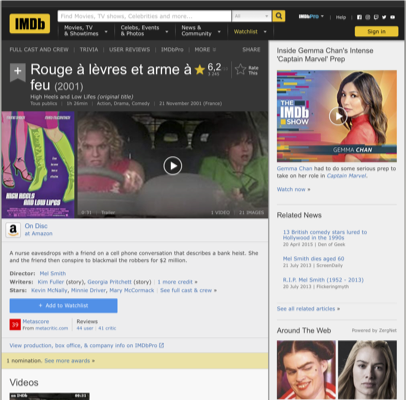 IMDb
Find Movies, TV shows, Celebrities and more...
All
Movies, TV & Showtimes
Celebs, Events & Photos
News & Community
Watchlist
IMDbPro
Help
Sign in
FULL CAST AND CREW | TRIVIA | USER REVIEWS | IMDbPro | MORE
SHARE
Rouge à lèvres et arme à feu (2001)
6,2
Rate This
High Heels and Low Lifes (original title)
Tous publics | 1h 26min | Action, Drama, Comedy | 21 November 2001 (France)
HIGH HEELS AND LOW LIFES
0:31 Trailer
1 VIDEO
21 IMAGES
On Disc
at Amazon
A nurse eavesdrops with a friend on a cell phone conversation that describes a bank heist. She
and the friend then conspire to blackmail the robbers for $2 million.
Director: Mel Smith
Writers: Kim Fuller (story), Georgia Pritchett (story) | 1 more credit »
Stars: Kevin McNally, Minnie Driver, Mary McCormack | See full cast & crew »
+ Add to Watchlist
39
Metascore
From metacritic.com
Reviews
44 user | 41 critic
View production, box office, & company info on IMDbPro
1 nomination. See more awards »
Videos
Inside Gemma Chan's Intense
'Captain Marvel' Prep
THE IMDb SHOW
GEMMA CHAN
Gemma Chan had to do some serious prep to
take on her role in Captain Marvel.
Watch now »
Related News
13 British comedy stars lured to
Hollywood in the 1990s
20 April 2015 | Den of Geek
Mel Smith dies aged 60
21 July 2013 | ScreenDaily
R.I.P. Mel Smith (1952 - 2013)
20 July 2013 | Flickeringmyth
See all related articles »
Around The Web
Powered by ZergNet